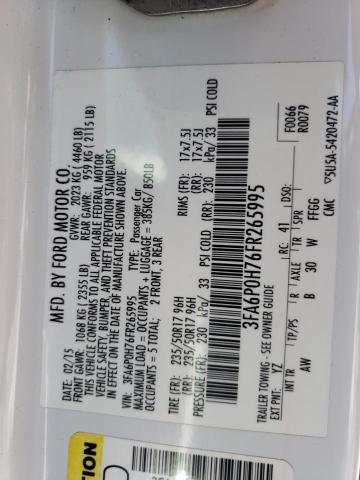 MFD. BY FORD MOTOR CO.
02/15 GVWR: 2023 KG ( 4460 LB)
FRONT GAWR: 1068 KG ( 2355 LB) REAR GAWR: 959 KG ( 2115 LB)
"THIS VEHICLE CONFORMS TO ALL APPLICABLE FEDERAL MOTOR
VEHICLE SAFETY, BUMPER, AND THEFT PREVENTION STANDARDS
IN EFFECT ON THE DATE OF MANUFACTURE SHOWN ABOVE."
VIN: 3FA6P0H76FR265995 TYPE: Passenger Car
MAXIMUM LOAD = OCCUPANTS + LUGGAGE = 385KG/ 850LB
OCCUPANTS = 5 TOTAL; 2 FRONT, 3 REAR
TIRE (FR): 235/50R17 96H RIMS (FR): 17x7.5J
TIRE (RR): 235/50R17 96H (RR): 17x7.5J
PRESSURE (FR): 230 kPa/ 33 PSI COLD (RR): 230 kPa/ 33 PSI COLD
3FA6P0H76FR265995
F0066
R0079
TRAILER TOWING - SEE OWNER GUIDE
EXT PNT: YZ RC: 41 DSO:
INT TR TP/PS R AXLE TR SPR
AW B 30 W FFGG
CMC ▽5U5A-5420472-AA